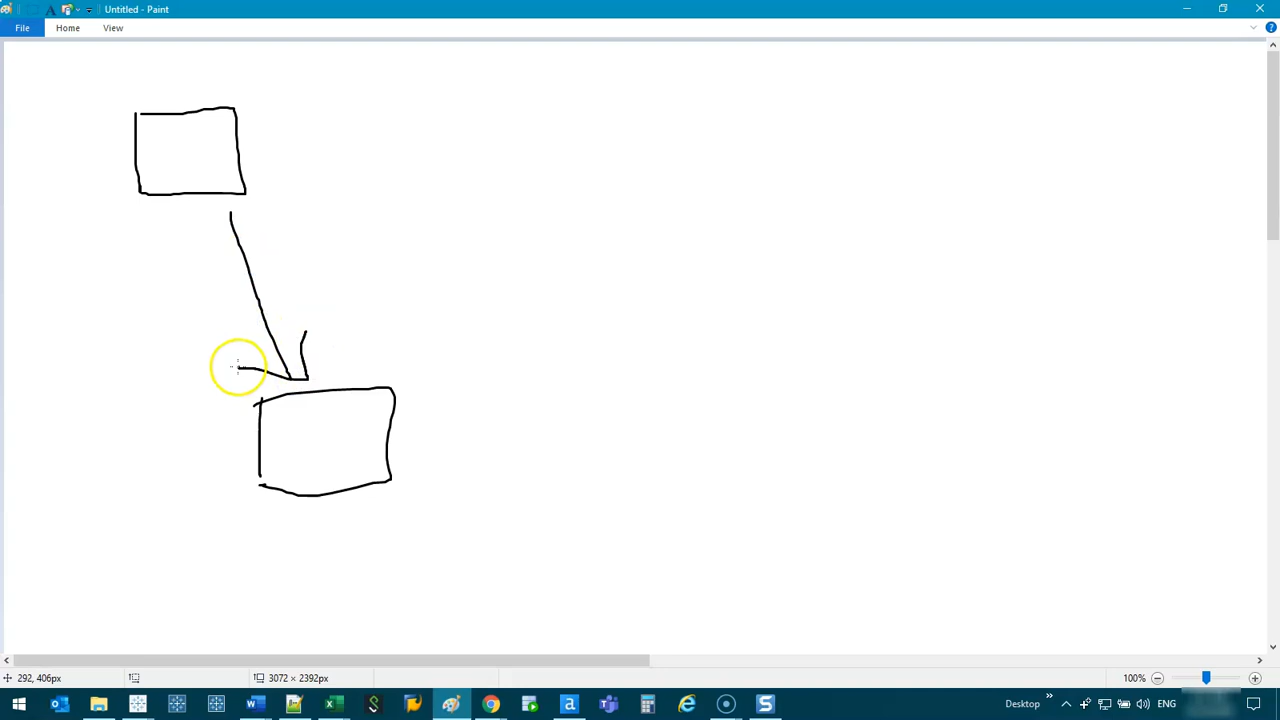 Untitled - Paint
File Home View
292, 406px
3072 × 2392px
100%
Desktop
ENG